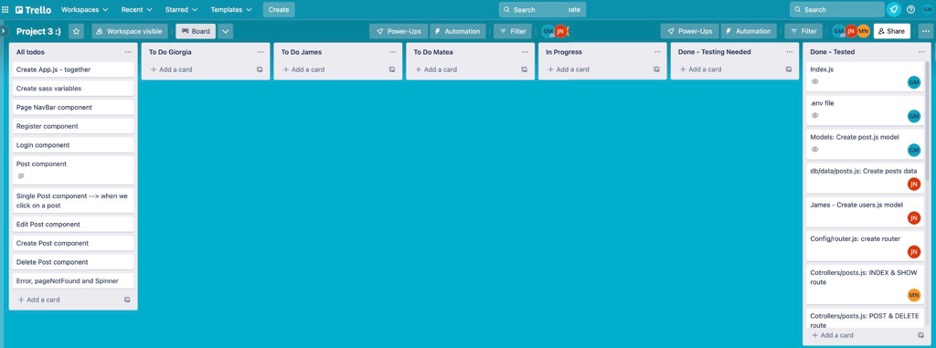 Trello
Workspaces
Recent
Starred
Templates
Create
Search
ate
Search
GM
Project 3 :)
Workspace visible
Board
Power-Ups
Automation
Filter
GM
JN
Power-Ups
Automation
Filter
GM
JN
MN
Share
All todos
Create App.js - together
Create sass variables
Page NavBar component
Register component
Login component
Post component
Single Post component --> when we
click on a post
Edit Post component
Create Post component
Delete Post component
Error, pageNotFound and Spinner
+ Add a card
To Do Giorgia
+ Add a card
To Do James
+ Add a card
To Do Matea
+ Add a card
In Progress
+ Add a card
Done - Testing Needed
+ Add a card
Done - Tested
Index.js
GM
.env file
GM
Models: Create post.js model
GM
db/data/posts.js: Create posts data
JN
James - Create users.js model
JN
Config/router.js: create router
JN
Cotrollers/posts.js: INDEX & SHOW
route
MN
Cotrollers/posts.js: POST & DELETE
route
+ Add a card